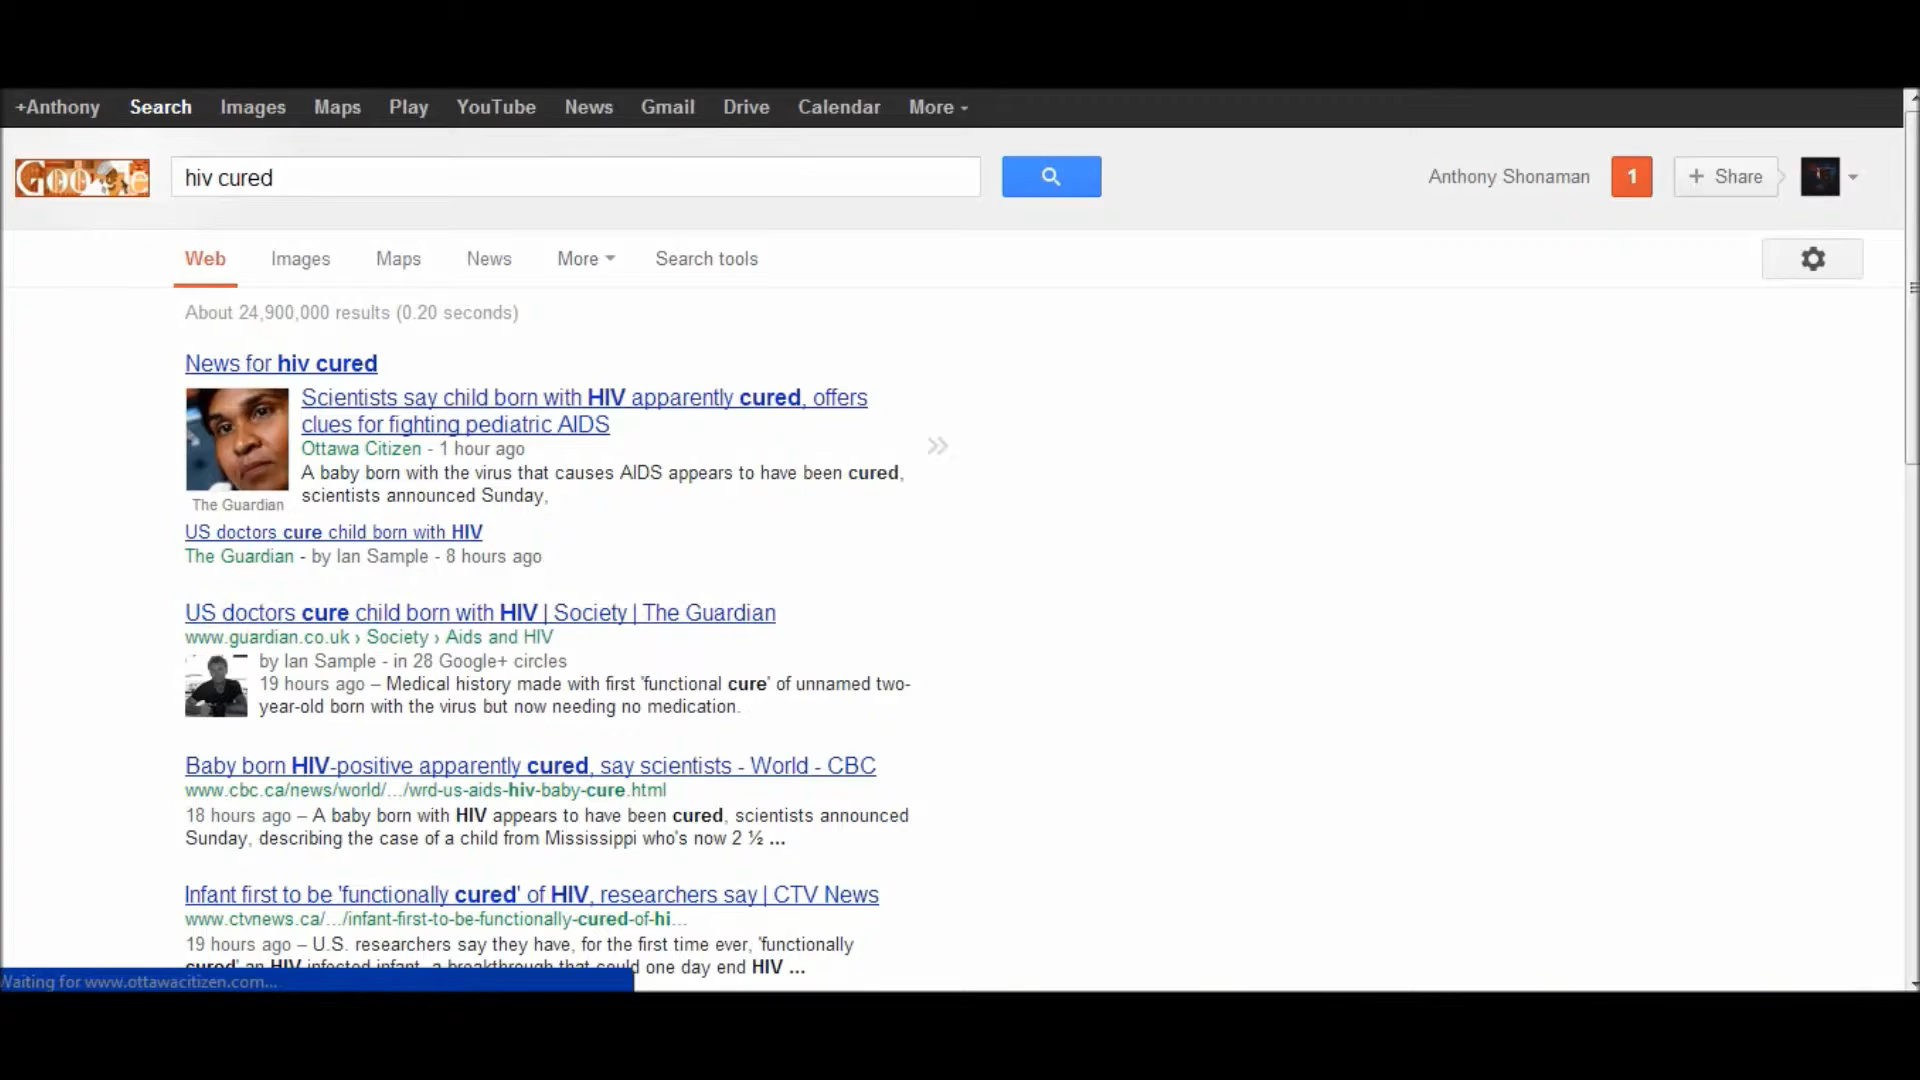 +Anthony Search Images Maps Play YouTube News Gmail Drive Calendar More
Google hiv cured Anthony Shonaman 1 + Share
Web Images Maps News More Search tools
About 24,900,000 results (0.20 seconds)
News for hiv cured
Scientists say child born with HIV apparently cured, offers
clues for fighting pediatric AIDS
Ottawa Citizen - 1 hour ago
A baby born with the virus that causes AIDS appears to have been cured,
scientists announced Sunday,
The Guardian
US doctors cure child born with HIV
The Guardian - by Ian Sample - 8 hours ago
US doctors cure child born with HIV | Society | The Guardian
www.guardian.co.uk › Society › Aids and HIV
by Ian Sample - in 28 Google+ circles
19 hours ago – Medical history made with first 'functional cure' of unnamed two-
year-old born with the virus but now needing no medication.
Baby born HIV-positive apparently cured, say scientists - World - CBC
www.cbc.ca/news/world/.../wrd-us-aids-hiv-baby-cure.html
18 hours ago – A baby born with HIV appears to have been cured, scientists announced
Sunday, describing the case of a child from Mississippi who's now 2 ½ ...
Infant first to be 'functionally cured' of HIV, researchers say | CTV News
www.ctvnews.ca/.../infant-first-to-be-functionally-cured-of-hi...
19 hours ago – U.S. researchers say they have, for the first time ever, 'functionally
cured' an HIV infected infant, a breakthrough that could one day end HIV ...
Waiting for www.ottawacitizen.com...